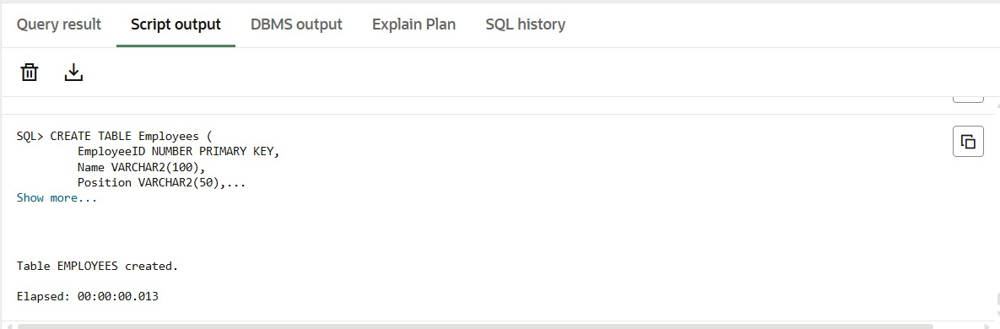 Query result Script output DBMS output Explain Plan SQL history
SQL> CREATE TABLE Employees (
EmployeeID NUMBER PRIMARY KEY,
Name VARCHAR2(100),
Position VARCHAR2(50),...
Show more...
Table EMPLOYEES created.
Elapsed: 00:00:00.013